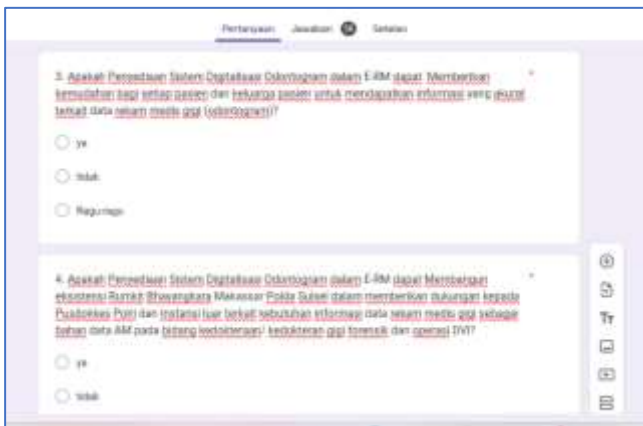 Pertanyaan Jawaban Setelan
3. Apakah Persediaan Sistem Digitalisasi Odontogram dalam E-RM dapat Memberikan *
kemudahan bagi setiap pasien dan keluarga pasien untuk mendapatkan informasi yang akurat
terkait data rekam medis gigi (odontogram)?
ya
tidak
Ragu-ragu
4. Apakah Persediaan Sistem Digitalisasi Odontogram dalam E-RM dapat Membangun *
eksistensi Rumkit Bhayangkara Makassar Polda Sulsel dalam memberikan dukungan kepada
Pusdokkes Polri dan instansi luar terkait kebutuhan informasi data rekam medis gigi sebagai
bahan data AM pada bidang kedokteran/ kedokteran gigi forensik dan operasi DVI?
ya
tidak
Tт